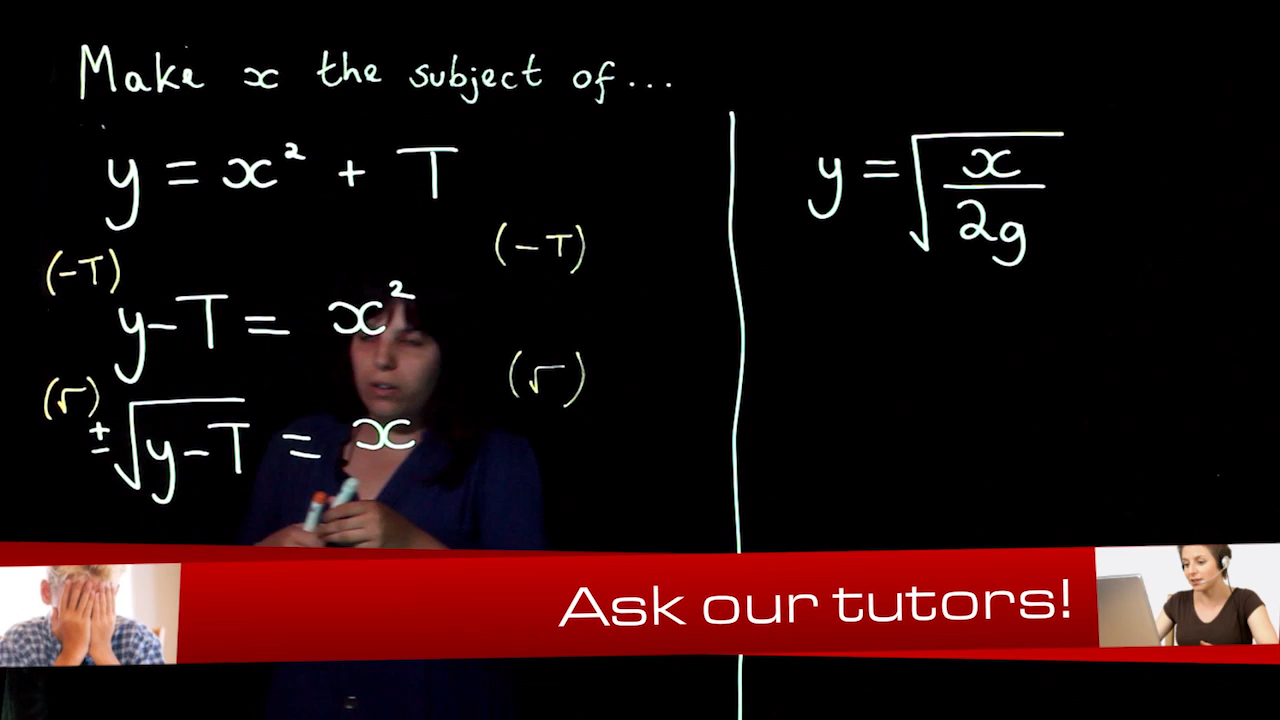 Make x the subject of...
y = x² + T
(-T) (-T)
y-T = x²
(√) (√)
±√y-T = x
y = √x/2g
Ask our tutors!